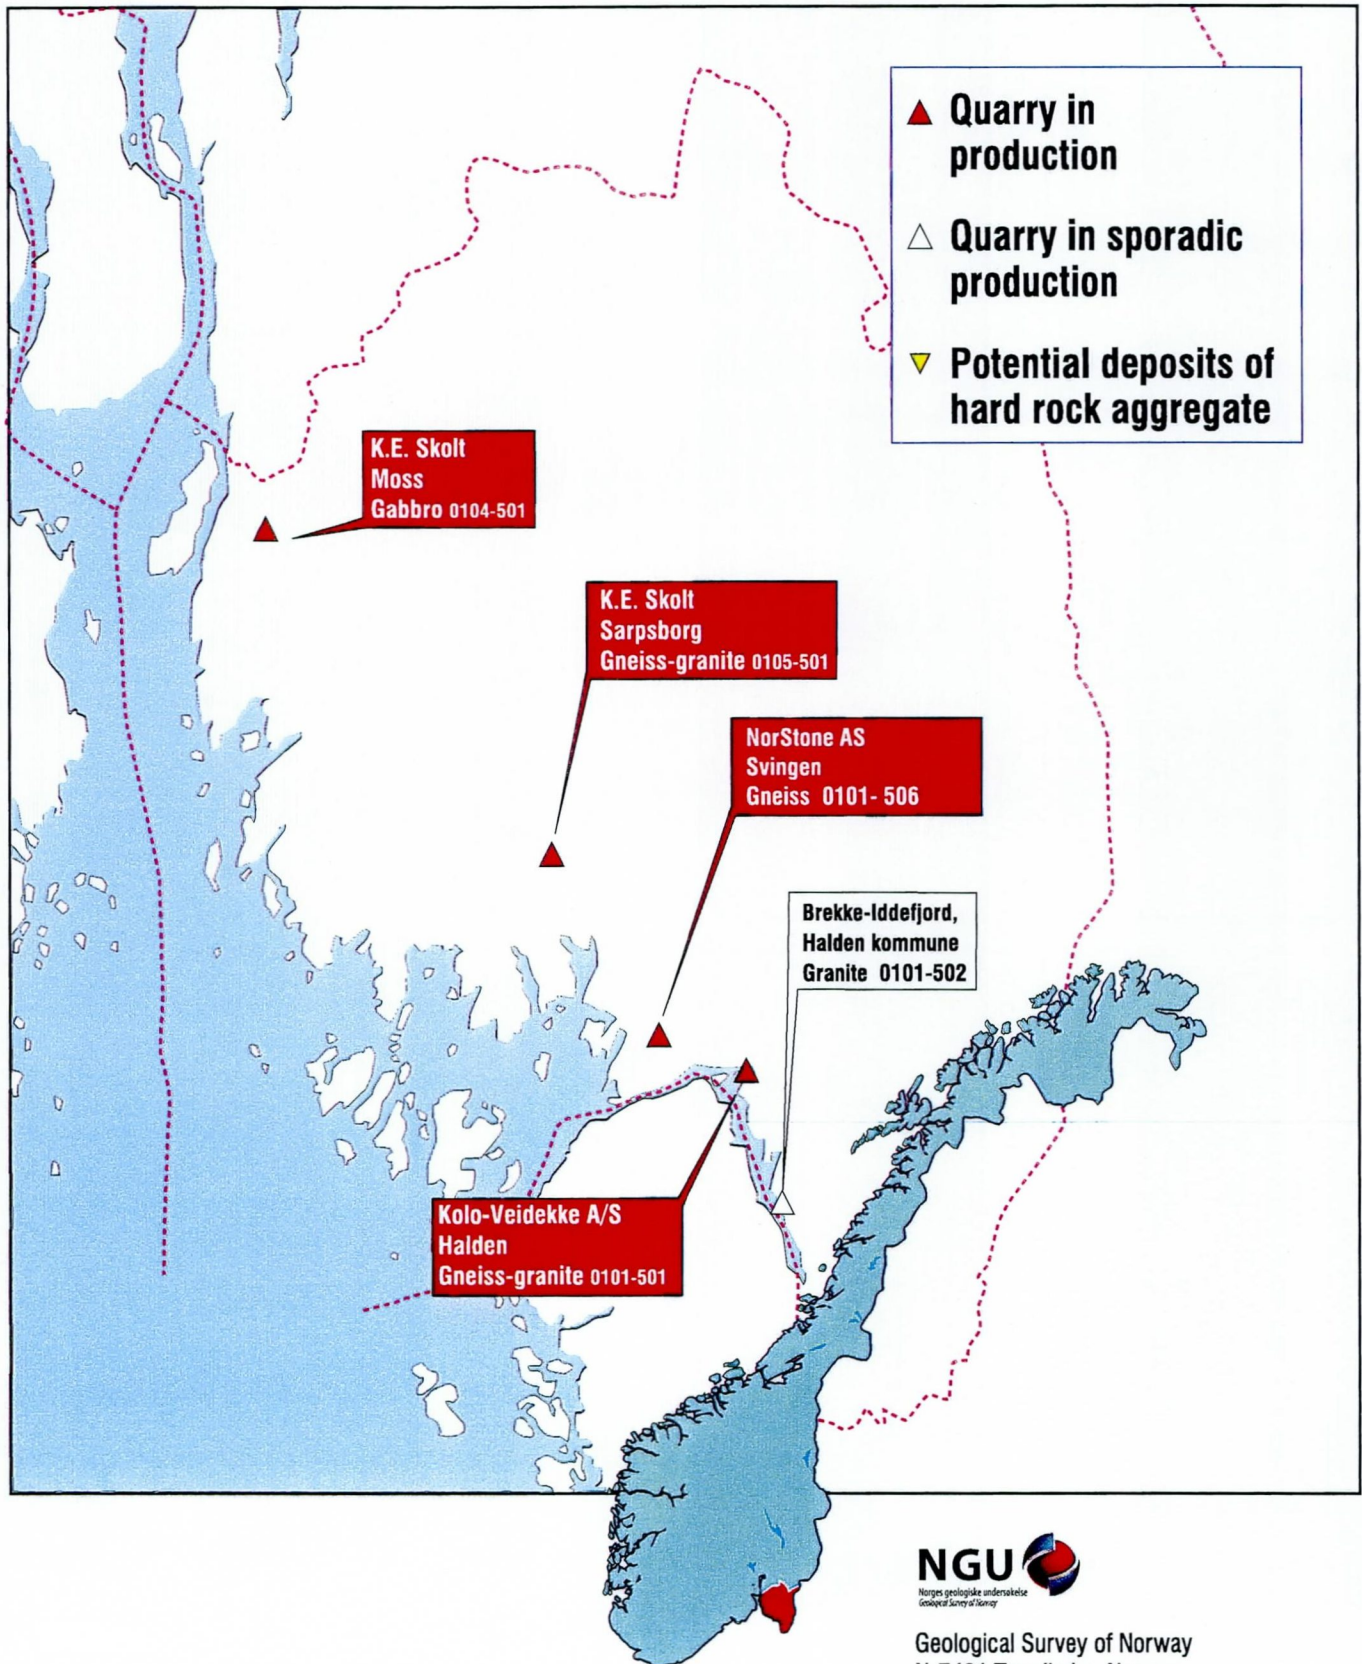 Quarry in
production
Quarry in sporadic
production
Potential deposits of
hard rock aggregate
K.E. Skolt
Moss
Gabbro 0104-501
K.E. Skolt
Sarpsborg
Gneiss-granite 0105-501
NorStone AS
Svingen
Gneiss 0101- 506
Brekke-Iddefjord,
Halden kommune
Granite 0101-502
Kolo-Veidekke A/S
Halden
Gneiss-granite 0101-501
NGU
Norges geologiske undersøkelse
Geological Survey of Norway
Geological Survey of Norway